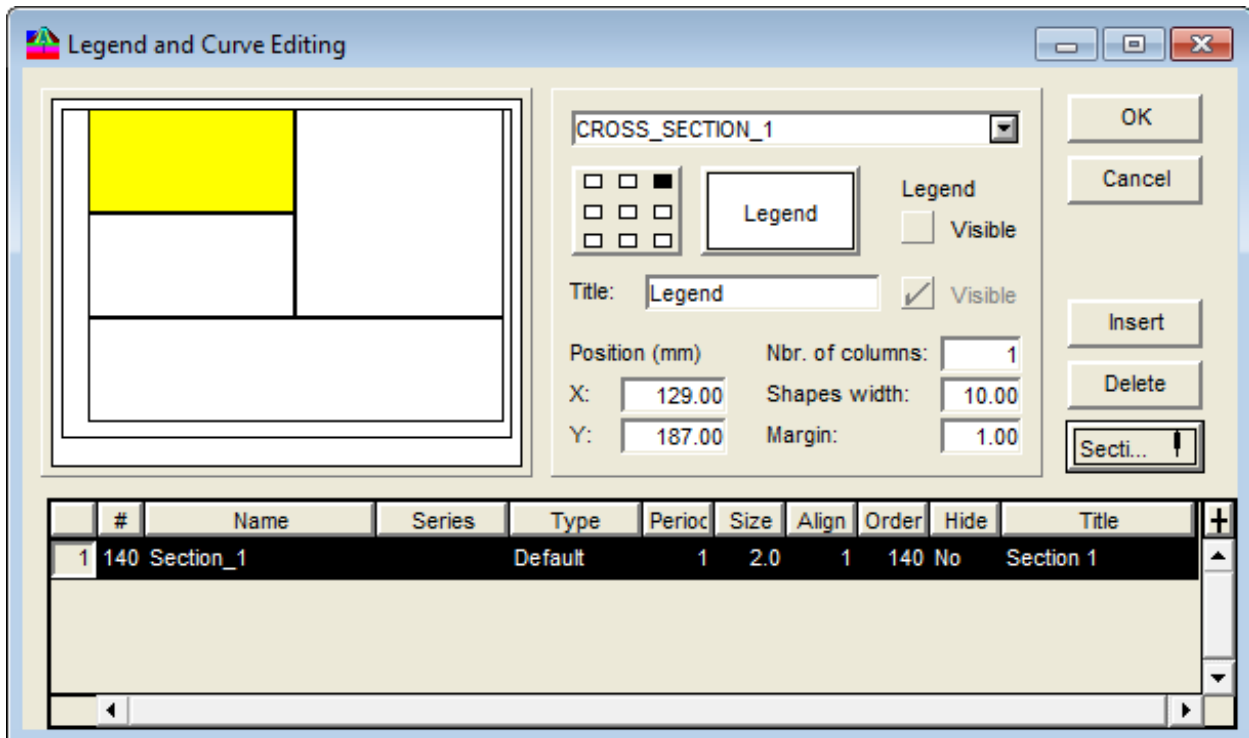 Legend and Curve Editing
CROSS_SECTION_1
OK
Cancel
Legend
Legend
Visible
Title: Legend
Visible
Insert
Position (mm) Nbr. of columns: 1
Delete
X: 129.00 Shapes width: 10.00
Y: 187.00 Margin: 1.00
Secti...
# Name Series Type Period Size Align Order Hide Title +
1 140 Section_1 Default 1 2.0 1 140 No Section 1